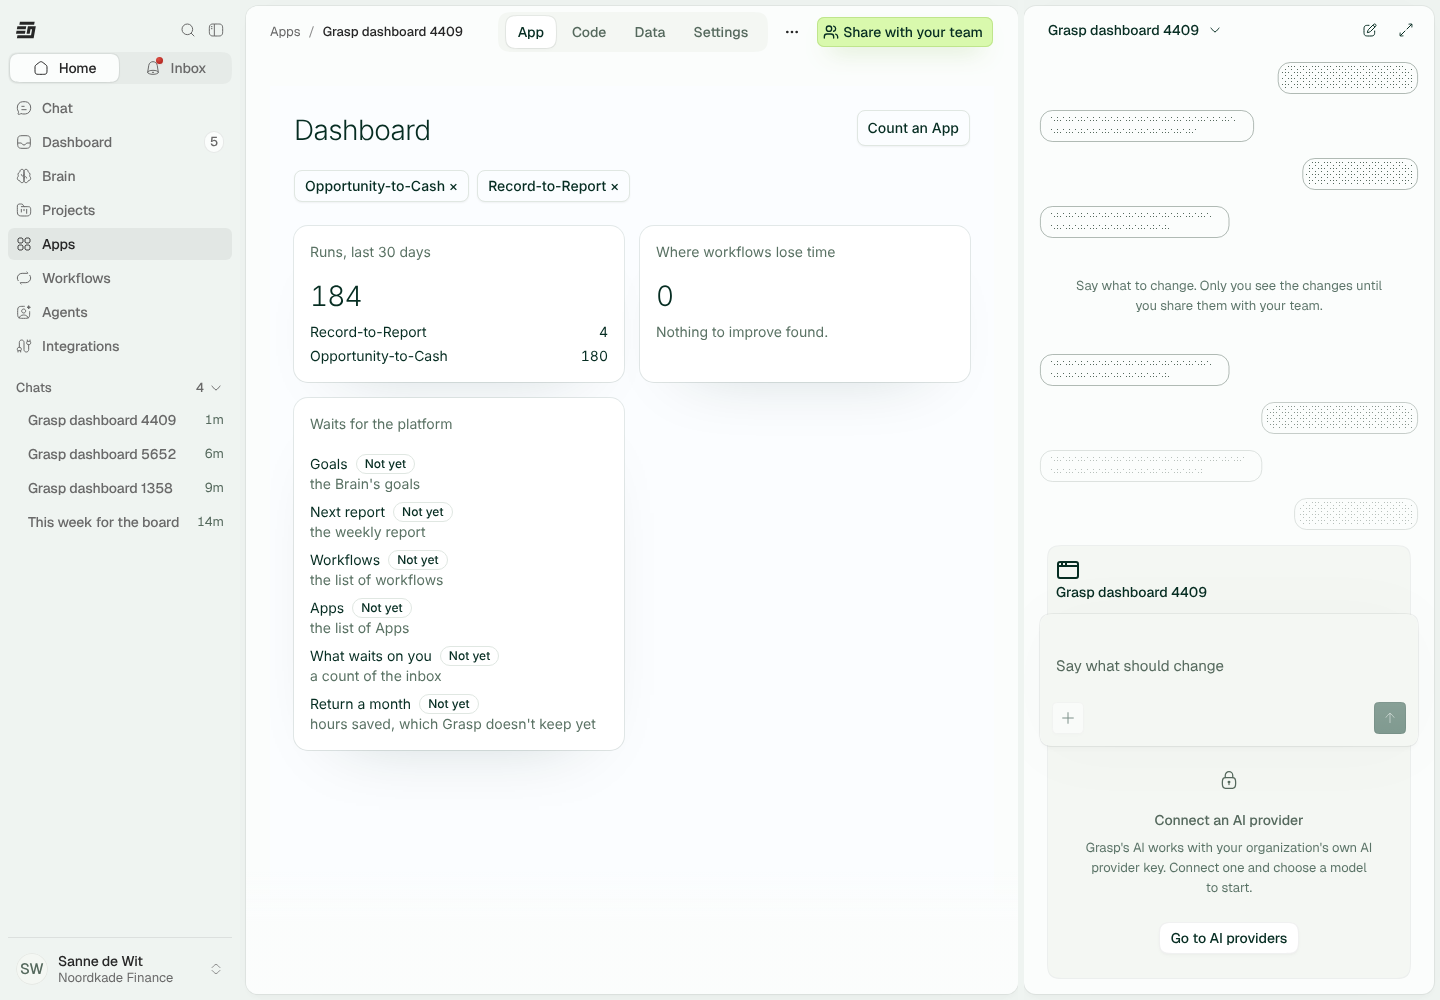 Home
Inbox
Chat
Dashboard 5
Brain
Projects
Apps
Workflows
Agents
Integrations
Chats 4
Grasp dashboard 4409 1m
Grasp dashboard 5652 6m
Grasp dashboard 1358 9m
This week for the board 14m
SW
Sanne de Wit
Noordkade Finance
Apps / Grasp dashboard 4409
App
Code
Data
Settings
Share with your team
Dashboard
Count an App
Opportunity-to-Cash ×
Record-to-Report ×
Runs, last 30 days
184
Record-to-Report 4
Opportunity-to-Cash 180
Where workflows lose time
0
Nothing to improve found.
Waits for the platform
Goals Not yet
the Brain's goals
Next report Not yet
the weekly report
Workflows Not yet
the list of workflows
Apps Not yet
the list of Apps
What waits on you Not yet
a count of the inbox
Return a month Not yet
hours saved, which Grasp doesn't keep yet
Grasp dashboard 4409
Say what to change. Only you see the changes until
you share them with your team.
Grasp dashboard 4409
Say what should change
Connect an AI provider
Grasp's AI works with your organization's own AI
provider key. Connect one and choose a model
to start.
Go to AI providers